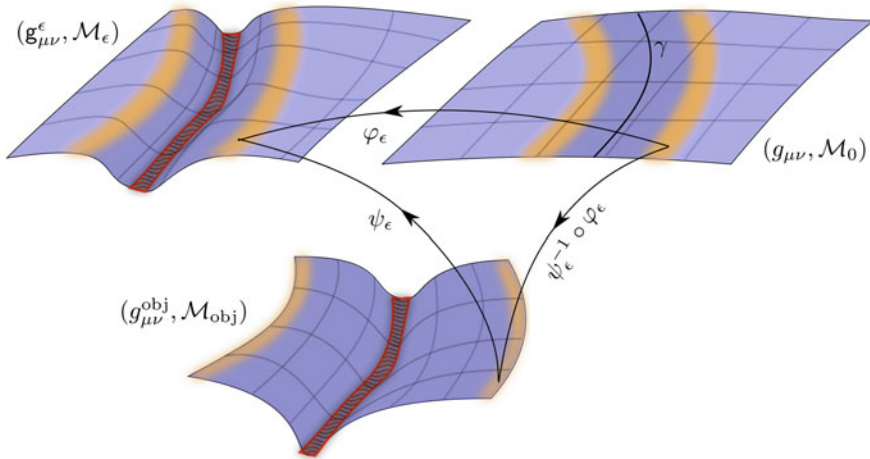 (g^ϵ_μν, M_ϵ)
γ
φ_ϵ
(g_μν, M_0)
ψ_ϵ
ψ_ϵ^-1 ∘ φ_ϵ
(g^obj_μν, M_obj)